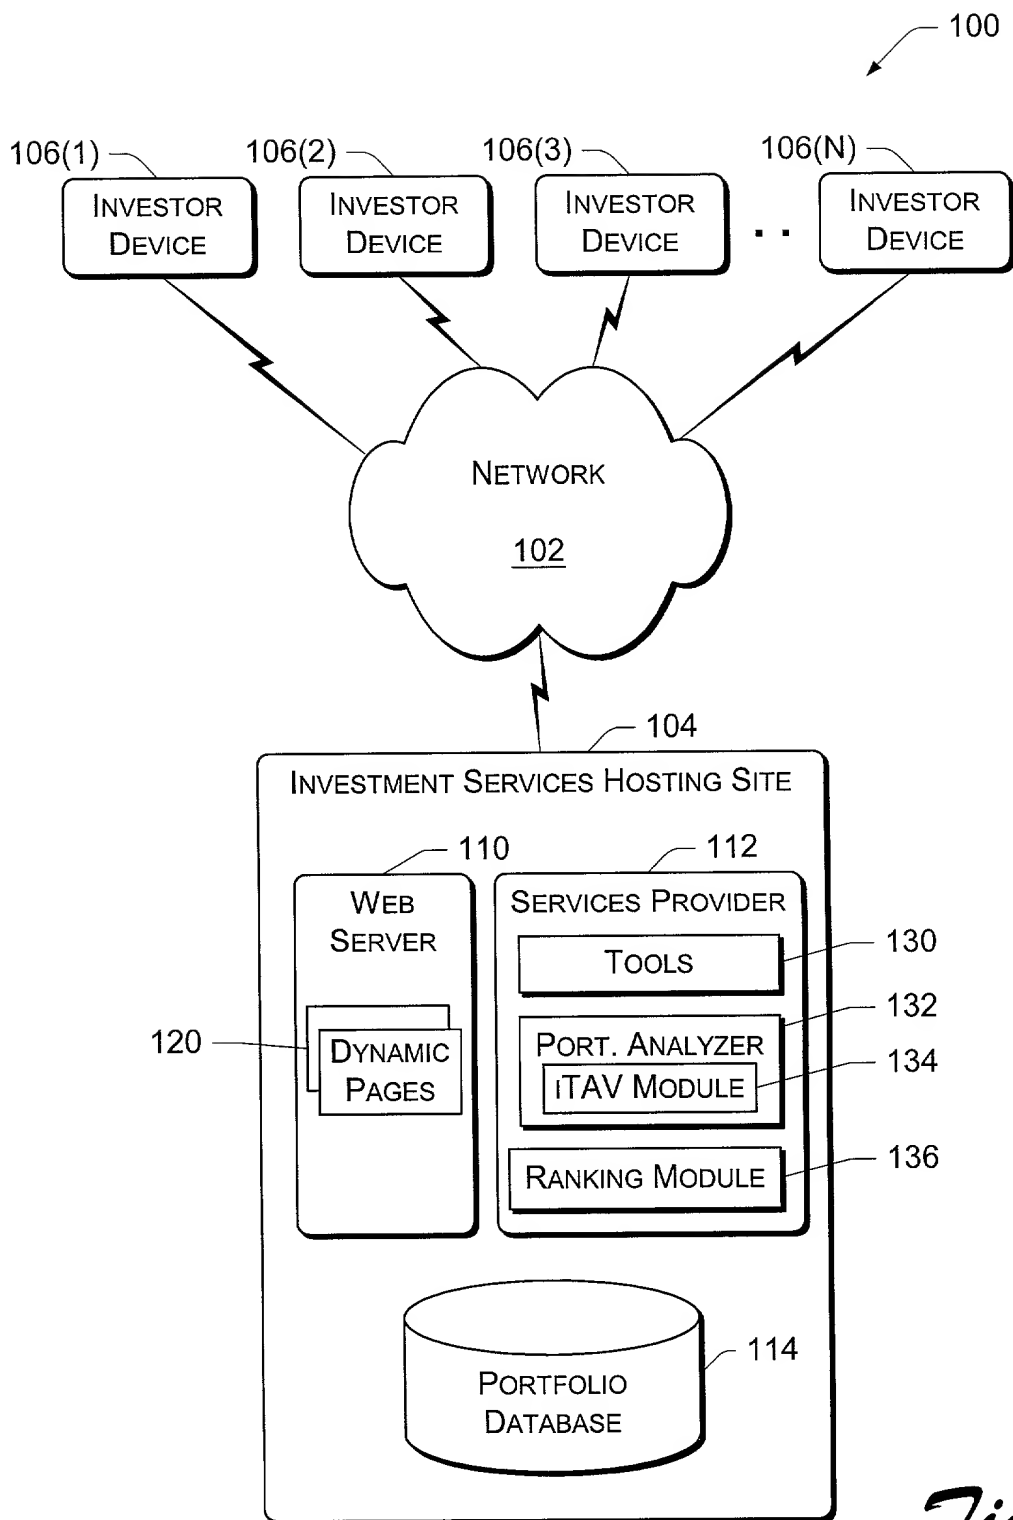 100
106(1)
106(2)
106(3)
106(N)
INVESTOR
DEVICE
INVESTOR
DEVICE
INVESTOR
DEVICE
. .
INVESTOR
DEVICE
NETWORK
102
104
INVESTMENT SERVICES HOSTING SITE
110
112
WEB
SERVER
SERVICES PROVIDER
TOOLS
130
132
PORT. ANALYZER
134
ITAV MODULE
120
DYNAMIC
PAGES
RANKING MODULE
136
114
PORTFOLIO
DATABASE